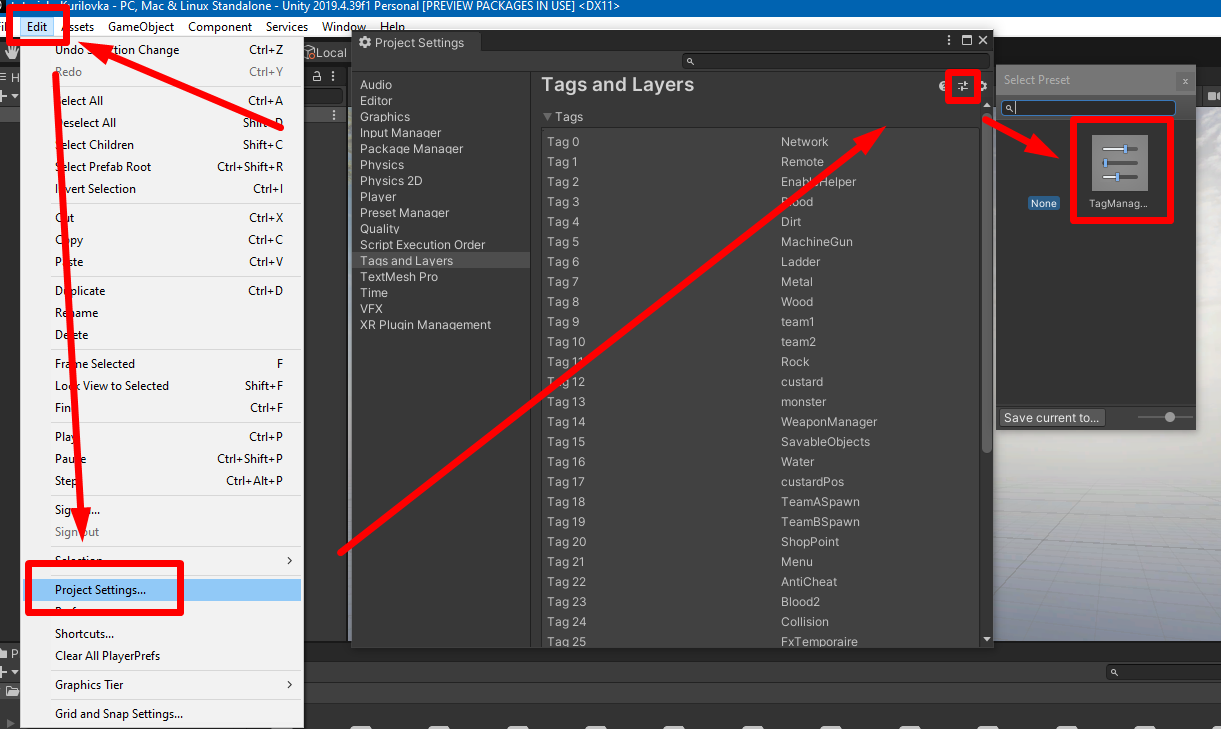 Kurilovka - PC, Mac & Linux Standalone - Unity 2019.4.39f1 Personal [PREVIEW PACKAGES IN USE] <DX11>
Edit Assets GameObject Component Services Window Help
Undo Selection Change Ctrl+Z
Redo Ctrl+Y
Select All Ctrl+A
Deselect All Shift+D
Select Children Shift+C
Select Prefab Root Ctrl+Shift+R
Invert Selection Ctrl+I
Cut Ctrl+X
Copy Ctrl+C
Paste Ctrl+V
Duplicate Ctrl+D
Rename
Delete
Frame Selected F
Lock View to Selected Shift+F
Find Ctrl+F
Play Ctrl+P
Pause Ctrl+Shift+P
Step Ctrl+Alt+P
Sign in...
Sign out
Selection
Project Settings...
Shortcuts...
Clear All PlayerPrefs
Graphics Tier
Grid and Snap Settings...
Local
Project Settings
Audio
Editor
Graphics
Input Manager
Package Manager
Physics
Physics 2D
Player
Preset Manager
Quality
Script Execution Order
Tags and Layers
TextMesh Pro
Time
VFX
XR Plugin Management
Tags and Layers
Tags
Tag 0 Network
Tag 1 Remote
Tag 2 EnableHelper
Tag 3 Blood
Tag 4 Dirt
Tag 5 MachineGun
Tag 6 Ladder
Tag 7 Metal
Tag 8 Wood
Tag 9 team1
Tag 10 team2
Tag 11 Rock
Tag 12 custard
Tag 13 monster
Tag 14 WeaponManager
Tag 15 SavableObjects
Tag 16 Water
Tag 17 custardPos
Tag 18 TeamASpawn
Tag 19 TeamBSpawn
Tag 20 ShopPoint
Tag 21 Menu
Tag 22 AntiCheat
Tag 23 Blood2
Tag 24 Collision
Tag 25 FxTemporaire
Select Preset
x
None
TagManag...
Save current to...